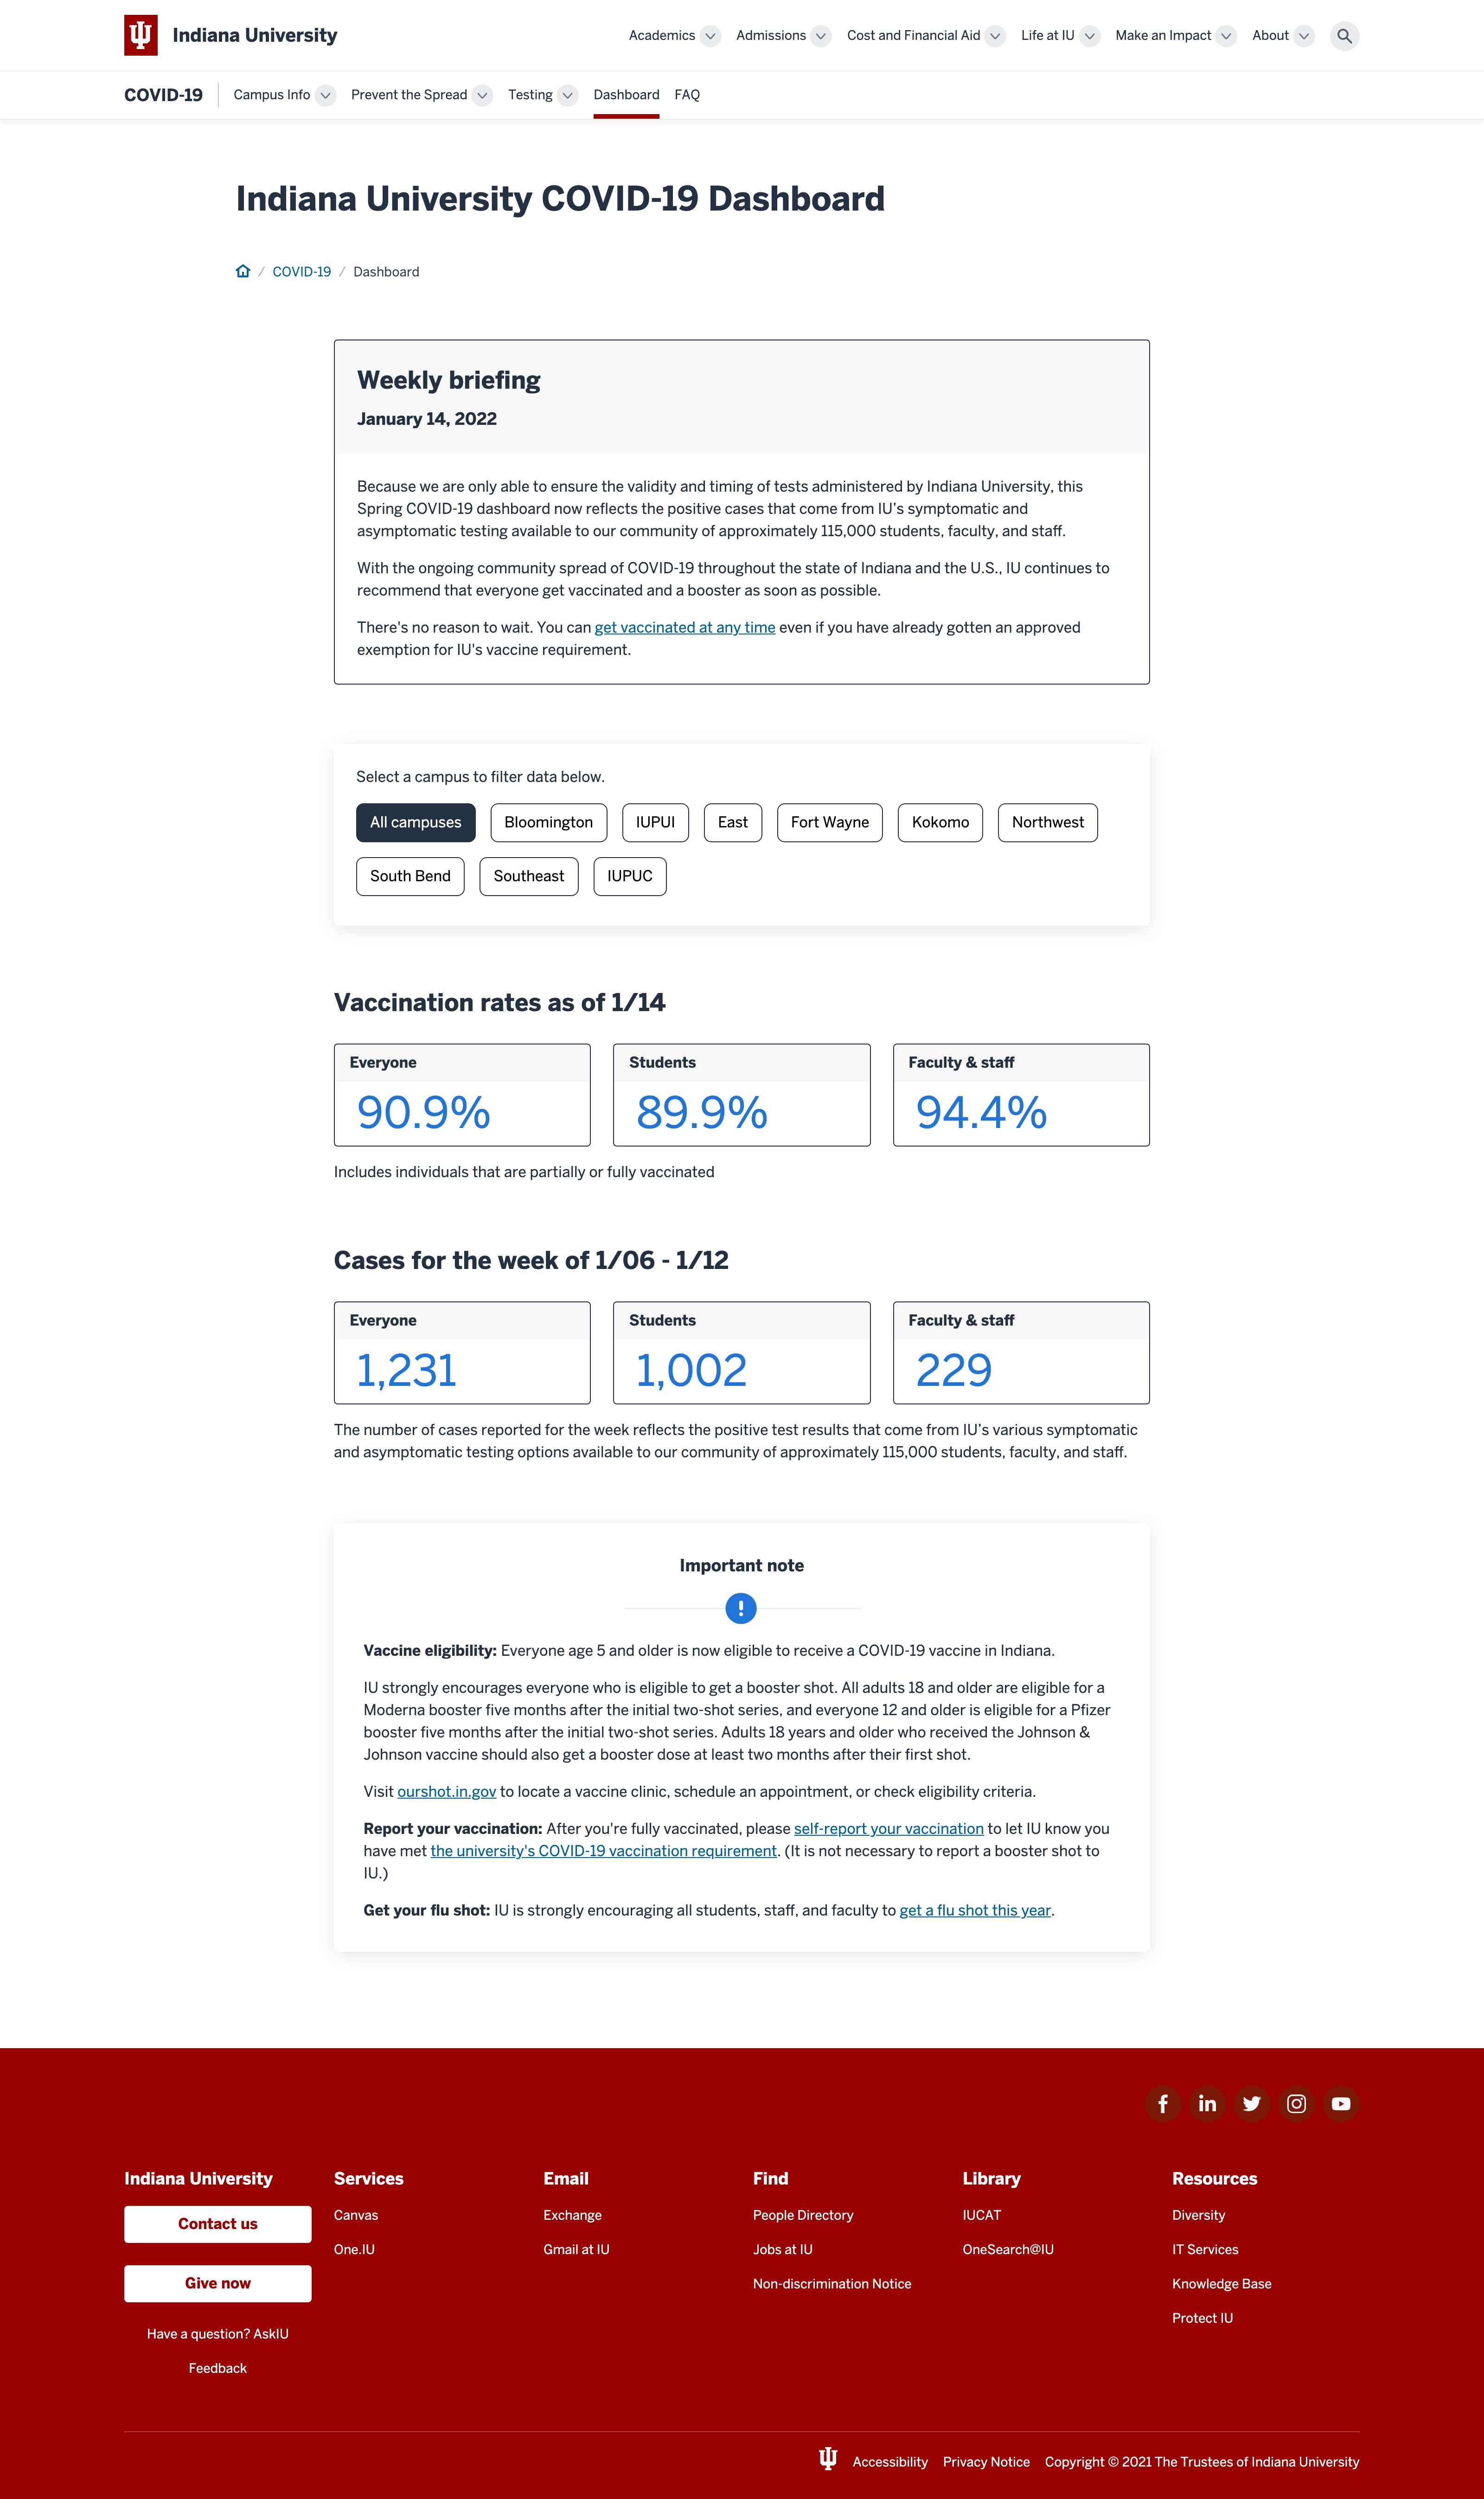 Indiana University
Academics
Admissions
Cost and Financial Aid
Life at IU
Make an Impact
About
COVID-19
Campus Info
Prevent the Spread
Testing
Dashboard
FAQ
Indiana University COVID-19 Dashboard
/ COVID-19 / Dashboard
Weekly briefing
January 14, 2022
Because we are only able to ensure the validity and timing of tests administered by Indiana University, this
Spring COVID-19 dashboard now reflects the positive cases that come from IU’s symptomatic and
asymptomatic testing available to our community of approximately 115,000 students, faculty, and staff.
With the ongoing community spread of COVID-19 throughout the state of Indiana and the U.S., IU continues to
recommend that everyone get vaccinated and a booster as soon as possible.
There's no reason to wait. You can get vaccinated at any time even if you have already gotten an approved
exemption for IU's vaccine requirement.
Select a campus to filter data below.
All campuses
Bloomington
IUPUI
East
Fort Wayne
Kokomo
Northwest
South Bend
Southeast
IUPUC
Vaccination rates as of 1/14
Everyone
90.9%
Students
89.9%
Faculty & staff
94.4%
Includes individuals that are partially or fully vaccinated
Cases for the week of 1/06 - 1/12
Everyone
1,231
Students
1,002
Faculty & staff
229
The number of cases reported for the week reflects the positive test results that come from IU’s various symptomatic
and asymptomatic testing options available to our community of approximately 115,000 students, faculty, and staff.
Important note
Vaccine eligibility: Everyone age 5 and older is now eligible to receive a COVID-19 vaccine in Indiana.
IU strongly encourages everyone who is eligible to get a booster shot. All adults 18 and older are eligible for a
Moderna booster five months after the initial two-shot series, and everyone 12 and older is eligible for a Pfizer
booster five months after the initial two-shot series. Adults 18 years and older who received the Johnson &
Johnson vaccine should also get a booster dose at least two months after their first shot.
Visit ourshot.in.gov to locate a vaccine clinic, schedule an appointment, or check eligibility criteria.
Report your vaccination: After you're fully vaccinated, please self-report your vaccination to let IU know you
have met the university's COVID-19 vaccination requirement. (It is not necessary to report a booster shot to
IU.)
Get your flu shot: IU is strongly encouraging all students, staff, and faculty to get a flu shot this year.
Indiana University
Contact us
Give now
Have a question? AskIU
Feedback
Services
Canvas
One.IU
Email
Exchange
Gmail at IU
Find
People Directory
Jobs at IU
Non-discrimination Notice
Library
IUCAT
OneSearch@IU
Resources
Diversity
IT Services
Knowledge Base
Protect IU
Accessibility
Privacy Notice
Copyright © 2021 The Trustees of Indiana University